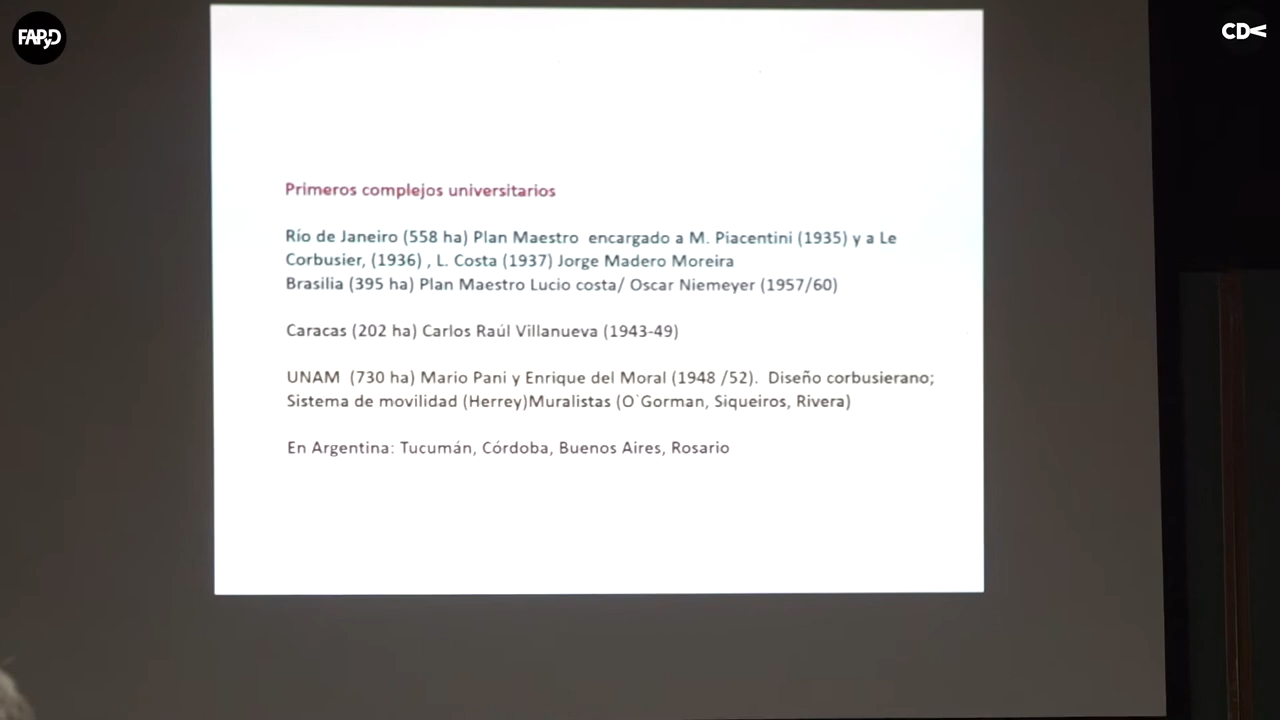 FAPyD
CDV
Primeros complejos universitarios
Río de Janeiro (558 ha) Plan Maestro encargado a M. Piacentini (1935) y a Le
Corbusier, (1936) , L. Costa (1937) Jorge Madero Moreira
Brasilia (395 ha) Plan Maestro Lucio costa/ Oscar Niemeyer (1957/60)
Caracas (202 ha) Carlos Raúl Villanueva (1943-49)
UNAM (730 ha) Mario Pani y Enrique del Moral (1948 /52). Diseño corbusierano;
Sistema de movilidad (Herrey)Muralistas (O`Gorman, Siqueiros, Rivera)
En Argentina: Tucumán, Córdoba, Buenos Aires, Rosario